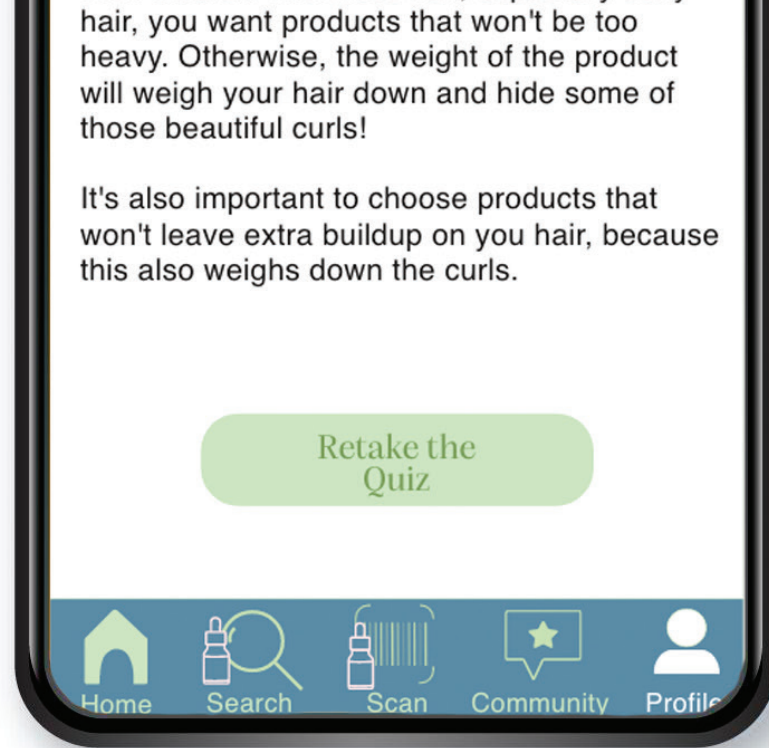 hair, you want products that won't be too
heavy. Otherwise, the weight of the product
will weigh your hair down and hide some of
those beautiful curls!
It's also important to choose products that
won't leave extra buildup on you hair, because
this also weighs down the curls.
Retake the
Quiz
Home Search Scan Community Profile